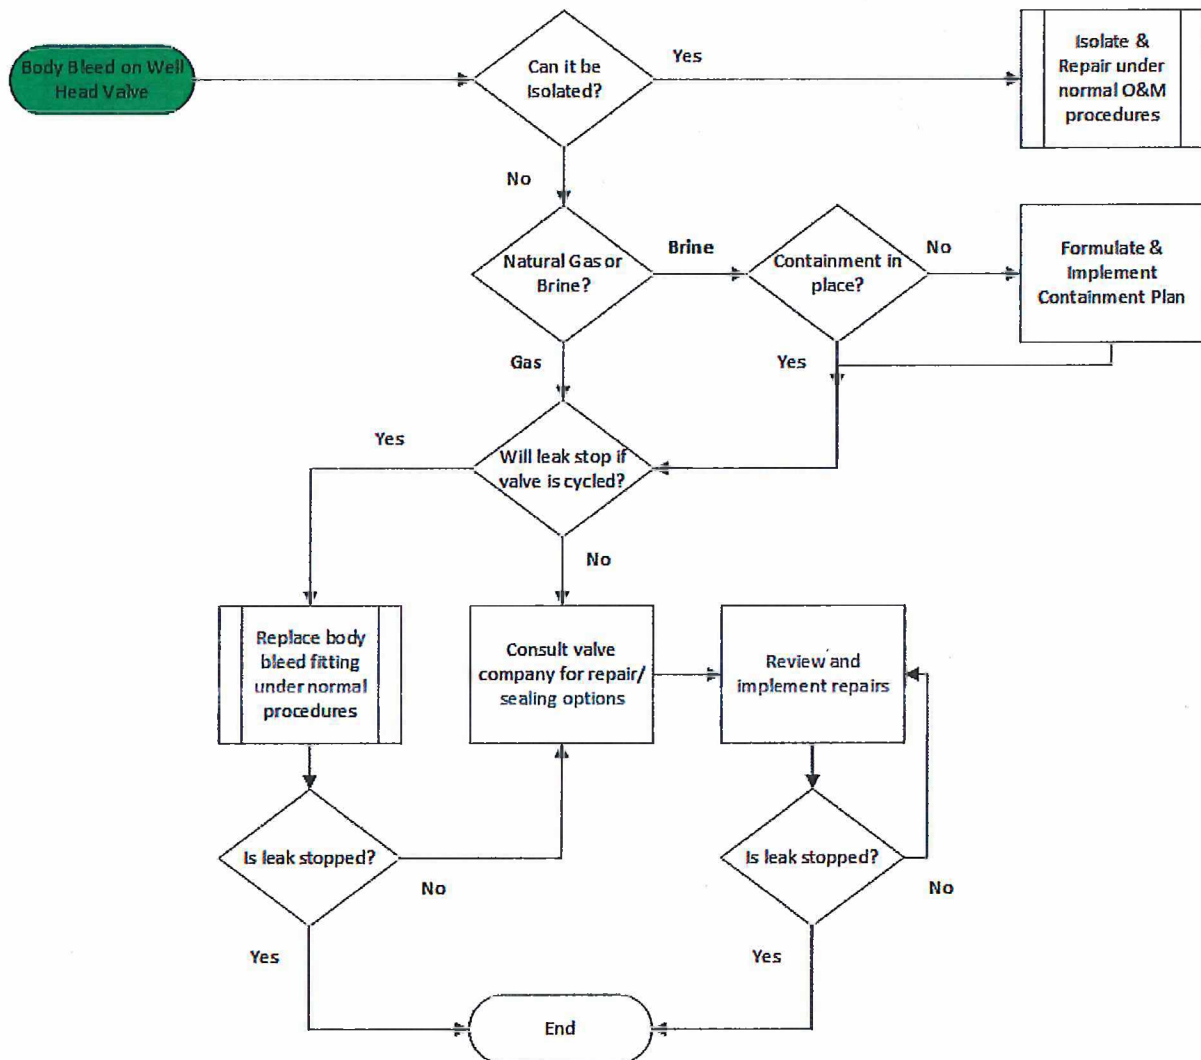 Body Bleed on Well
Head Valve
Can it be
Isolated?
Yes
Isolate &
Repair under
normal O&M
procedures
No
Natural Gas or
Brine?
Brine
Containment in
place?
No
Formulate &
Implement
Containment Plan
Gas
Yes
Yes
Will leak stop if
valve is cycled?
No
Replace body
bleed fitting
under normal
procedures
Consult valve
company for repair/
sealing options
Review and
implement repairs
Is leak stopped?
No
Is leak stopped?
No
Yes
Yes
End